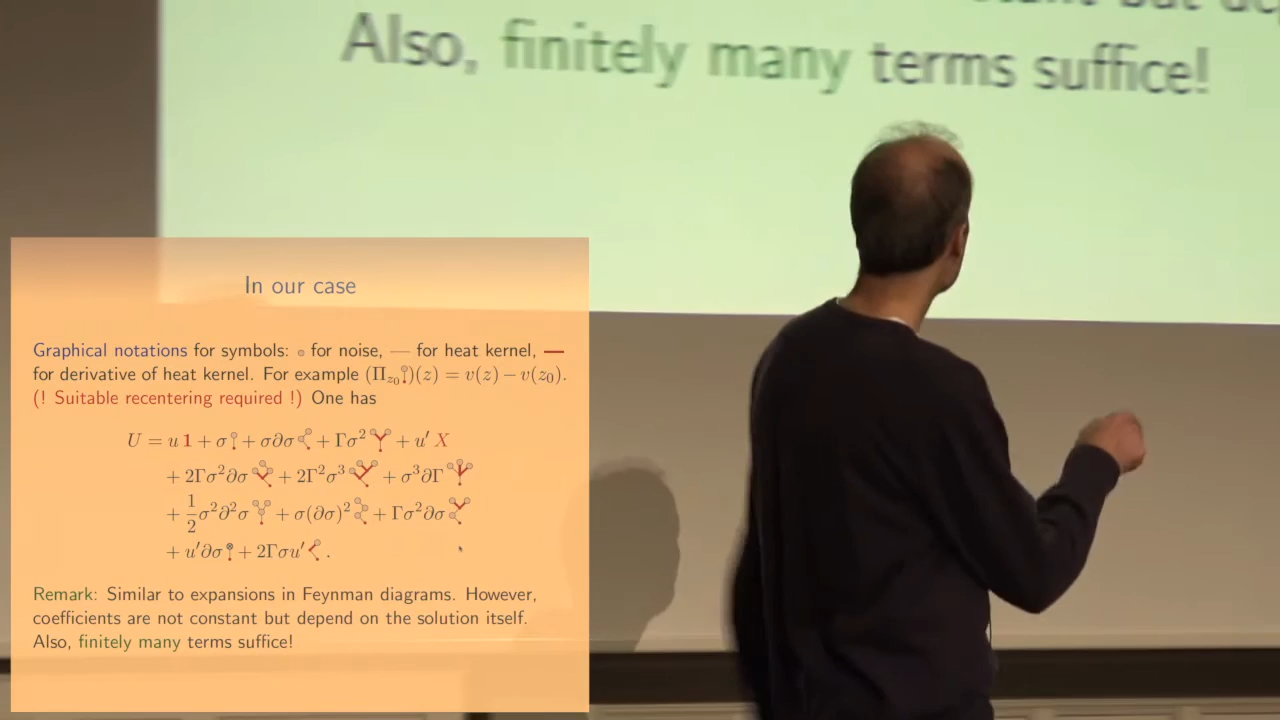 Also, finitely many terms suffice!
In our case
Graphical notations for symbols: for noise, — for heat kernel, —
for derivative of heat kernel. For example (Π_{z₀})(z) = v(z) − v(z₀).
(! Suitable recentering required !) One has
U = u 1 + σ + σ∂σ + Γσ² + u′ X
+ 2Γσ²∂σ + 2Γ²σ³ + σ³∂Γ
+ 1/2 σ²∂²σ + σ(∂σ)² + Γσ²∂σ
+ u′∂σ + 2Γσu′ .
Remark: Similar to expansions in Feynman diagrams. However,
coefficients are not constant but depend on the solution itself.
Also, finitely many terms suffice!